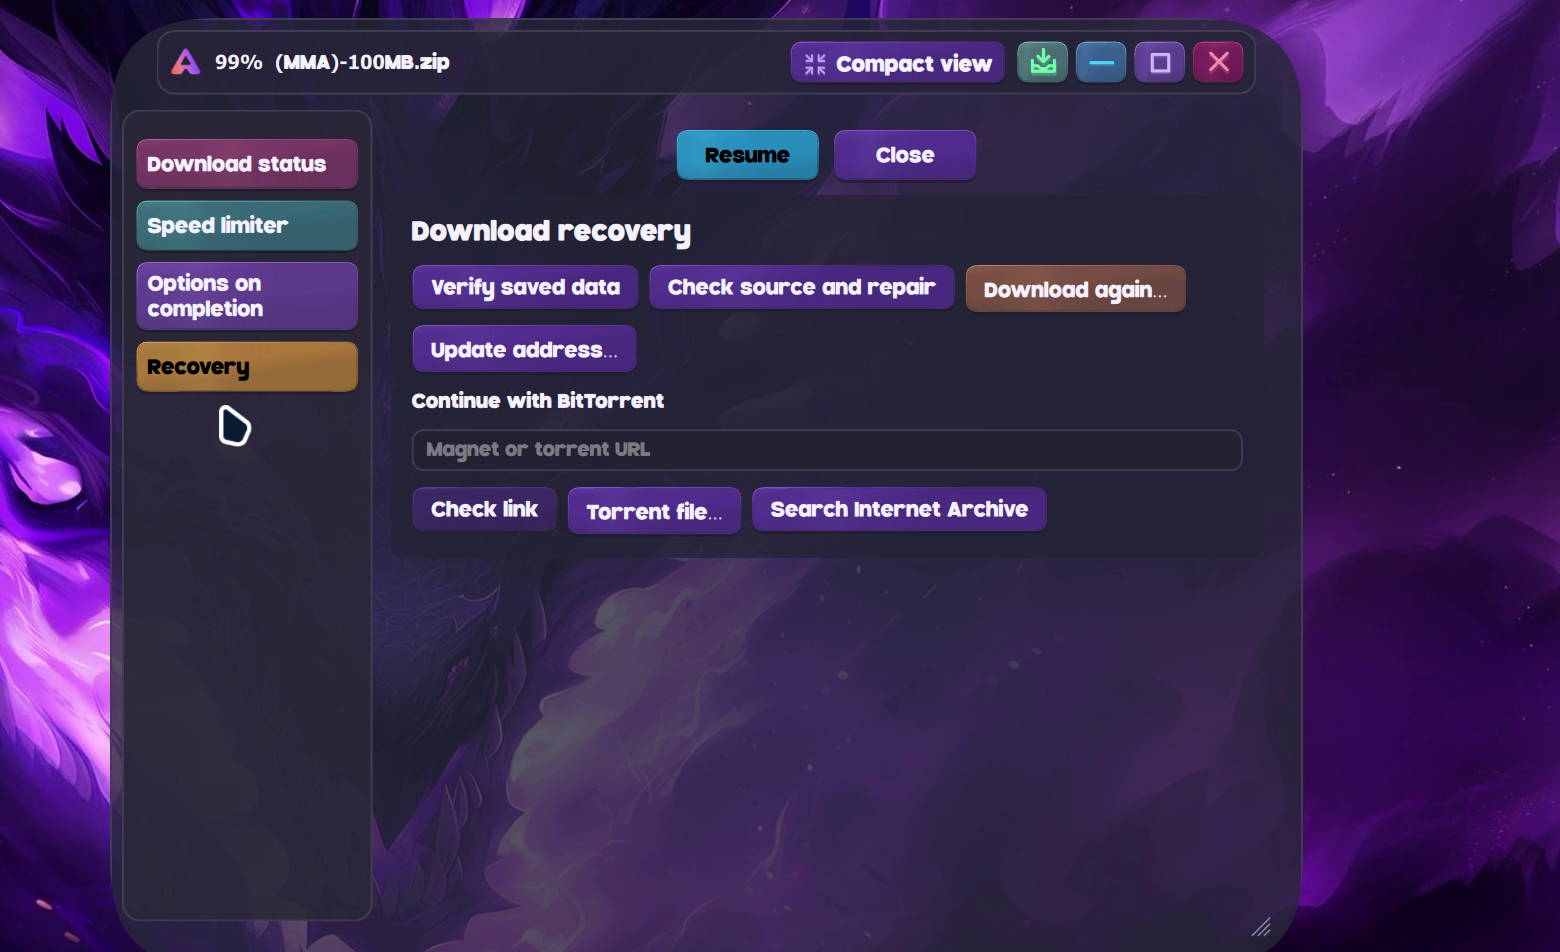 99% (MMA)-100MB.zip
Compact view
Download status
Speed limiter
Options on
completion
Recovery
Resume
Close
Download recovery
Verify saved data
Check source and repair
Download again...
Update address...
Continue with BitTorrent
Magnet or torrent URL
Check link
Torrent file...
Search Internet Archive